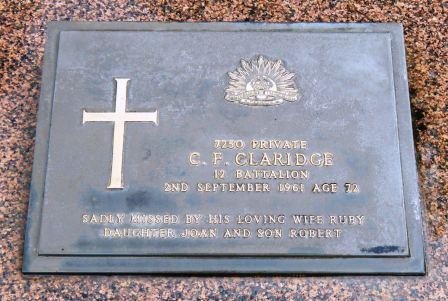 7250 PRIVATE
C. F. CLARIDGE
12 BATTALION
2ND SEPTEMBER 1961 AGE 72
SADLY MISSED BY HIS LOVING WIFE RUBY
DAUGHTER JOAN AND SON ROBERT